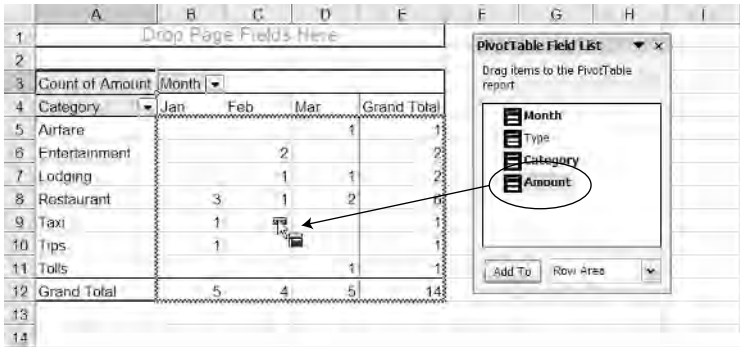 A B C D E F G H I
1 Drop Page Fields Here
2
3 Count of Amount Month
4 Category Jan Feb Mar Grand Total
5 Airfare 1 1
6 Entertainment 2 2
7 Lodging 1 1 2
8 Restaurant 3 1 2 6
9 Taxi 1 1
10 Tips 1 1
11 Tolls 1 1
12 Grand Total 5 4 5 14
13
14
PivotTable Field List
Drag items to the PivotTable
report
Month
Type
Category
Amount
Add To Row Area